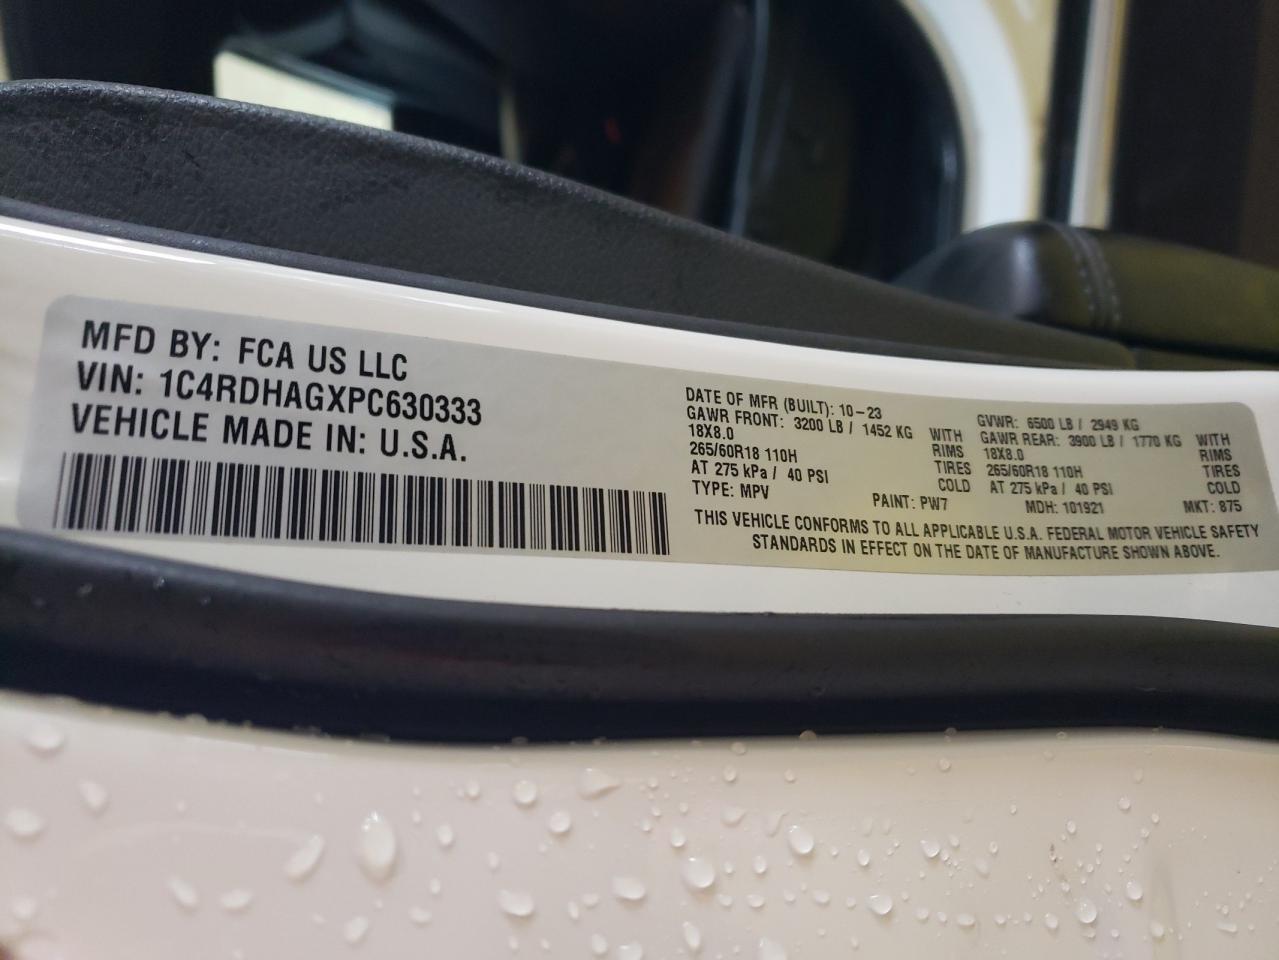 MFD BY: FCA US LLC
VIN: 1C4RDHAGXPC630333
VEHICLE MADE IN: U.S.A.
DATE OF MFR (BUILT): 10-23 GVWR: 6500 LB / 2949 KG
GAWR FRONT: 3200 LB / 1452 KG WITH GAWR REAR: 3900 LB / 1770 KG WITH
18X8.0 RIMS 18X8.0 RIMS
265/60R18 110H TIRES 265/60R18 110H TIRES
AT 275 kPa / 40 PSI COLD AT 275 kPa / 40 PSI COLD
TYPE: MPV PAINT: PW7 MDH: 101921 MKT: 875
THIS VEHICLE CONFORMS TO ALL APPLICABLE U.S.A. FEDERAL MOTOR VEHICLE SAFETY
STANDARDS IN EFFECT ON THE DATE OF MANUFACTURE SHOWN ABOVE.